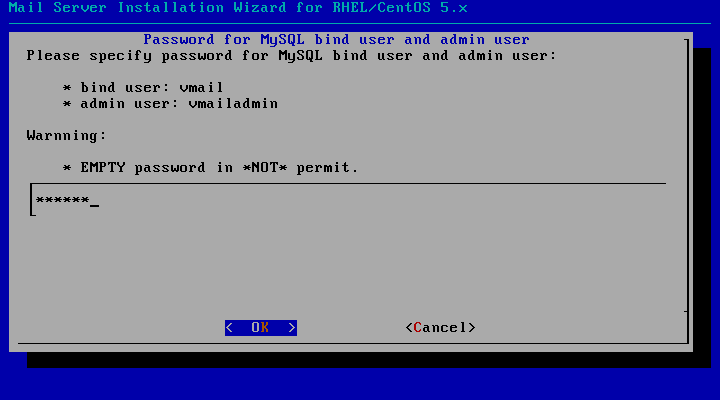 Mail Server Installation Wizard for RHEL/CentOS 5.x
Password for MySQL bind user and admin user
Please specify password for MySQL bind user and admin user:
* bind user: vmail
* admin user: vmailadmin
Warnning:
* EMPTY password in *NOT* permit.
******_
< OK > <Cancel>